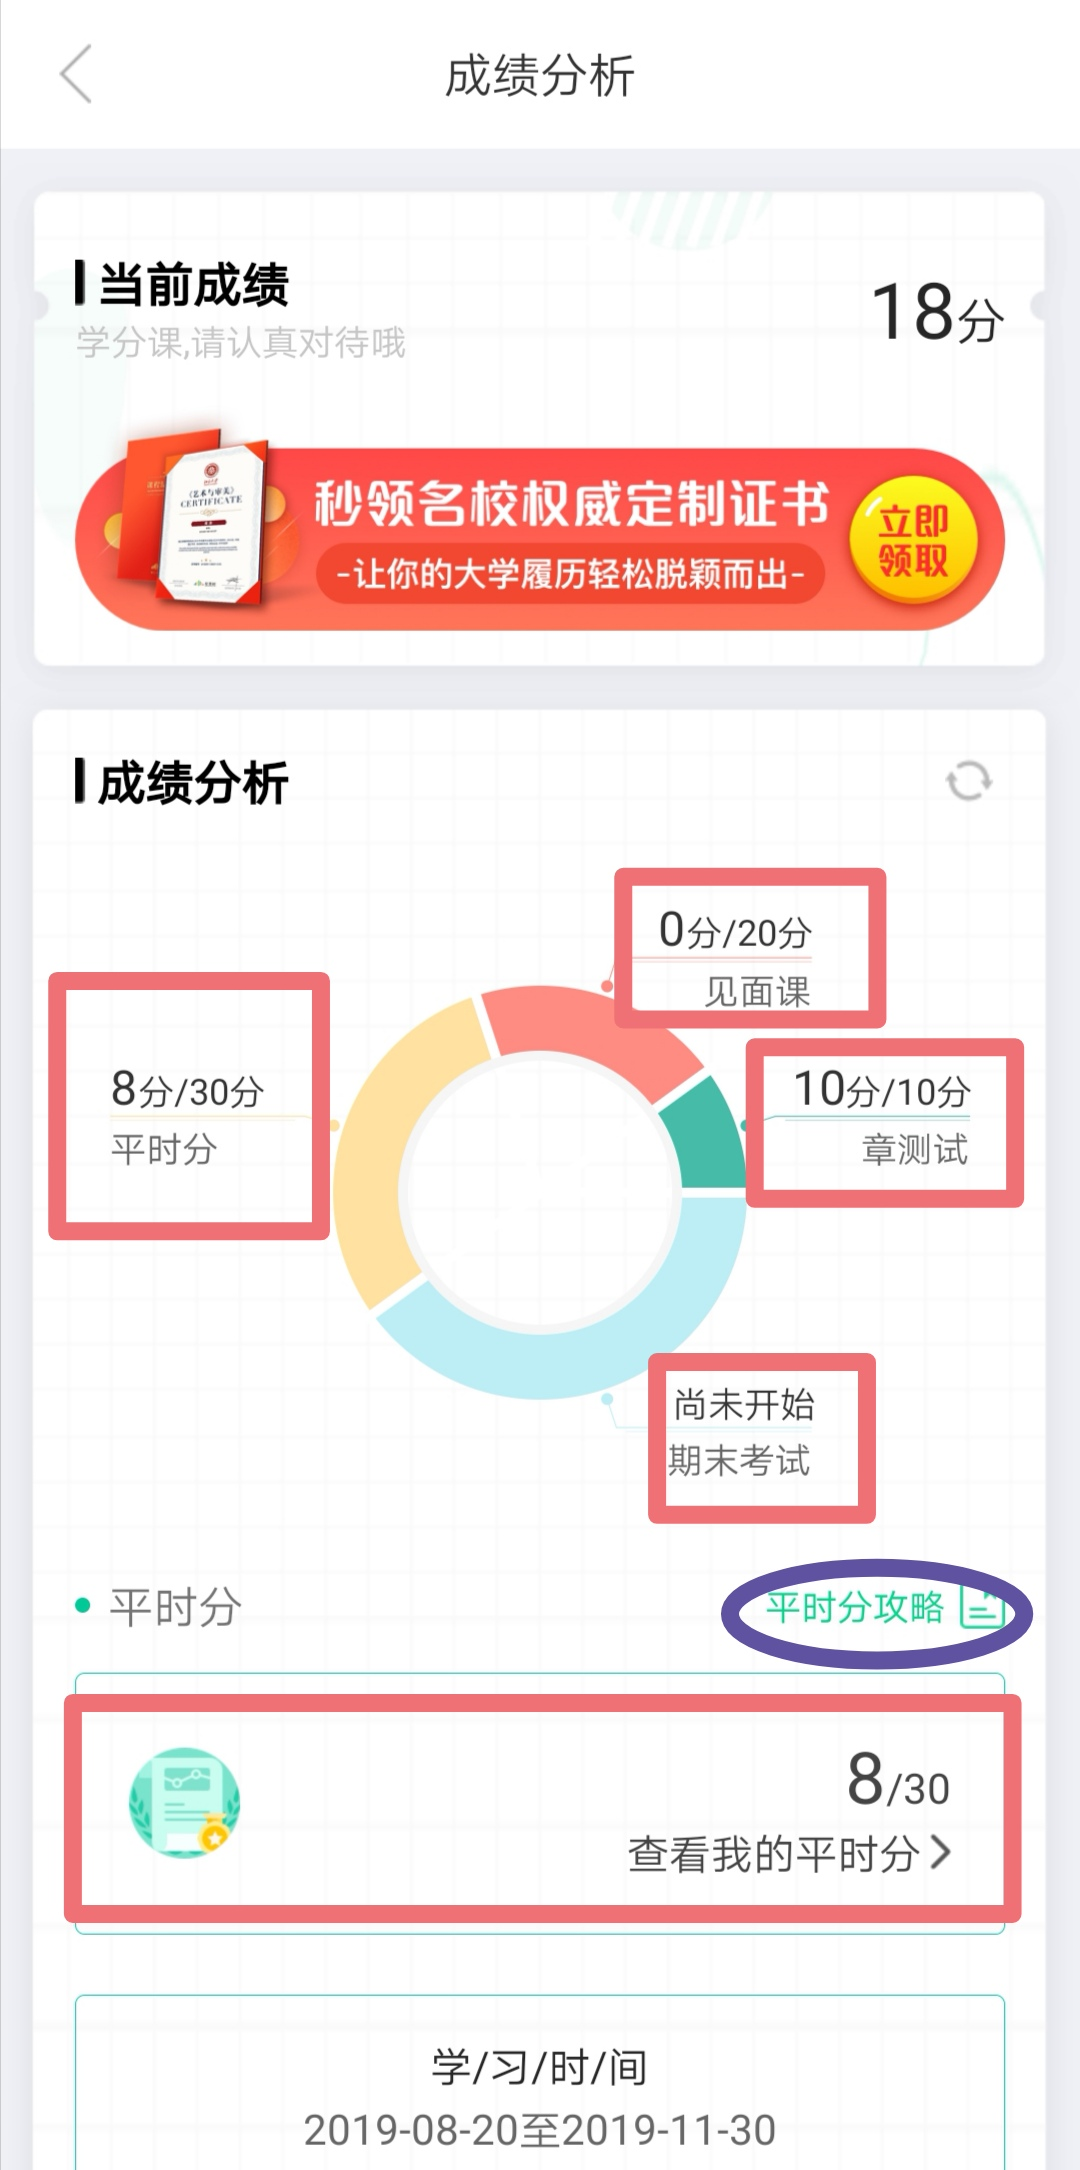 成绩分析
当前成绩
学分课,请认真对待哦
18分
《艺术与审美》
CERTIFICATE
秒领名校权威定制证书
-让你的大学履历轻松脱颖而出-
立即
领取
成绩分析
0分/20分
见面课
8分/30分
平时分
10分/10分
章测试
尚未开始
期末考试
平时分
平时分攻略
8/30
查看我的平时分
学/习/时/间
2019-08-20至2019-11-30